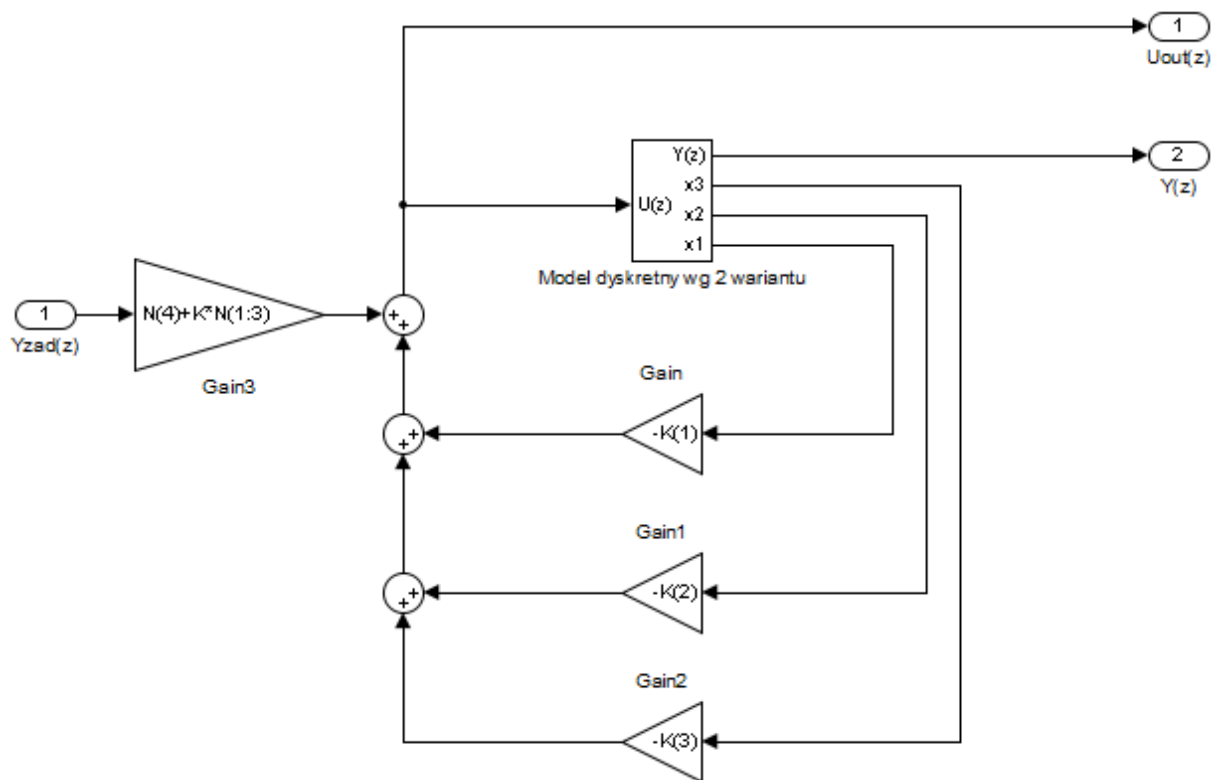 1
Uout(z)
Y(z)
x3
U(z)
x2
x1
2
Y(z)
Model dyskretny wg 2 wariantu
1
Yzad(z)
N(4)+K*N(1:3)
Gain3
+
+
Gain
-K(1)
+
+
Gain1
-K(2)
+
+
Gain2
-K(3)